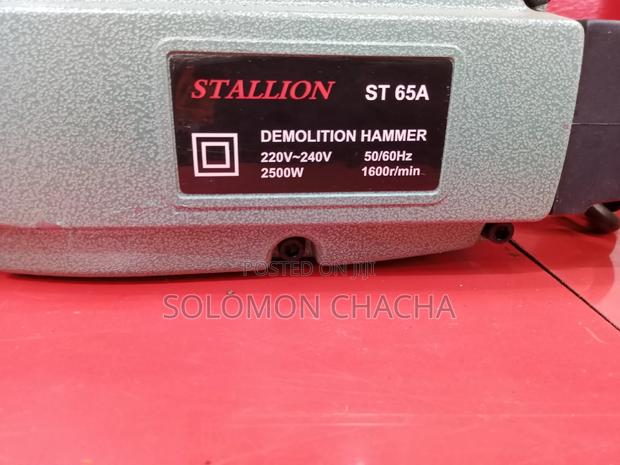 STALLION ST 65A
DEMOLITION HAMMER
220V~240V 50/60Hz
2500W 1600r/min
POSTED ON JIJI
SOLOMON CHACHA